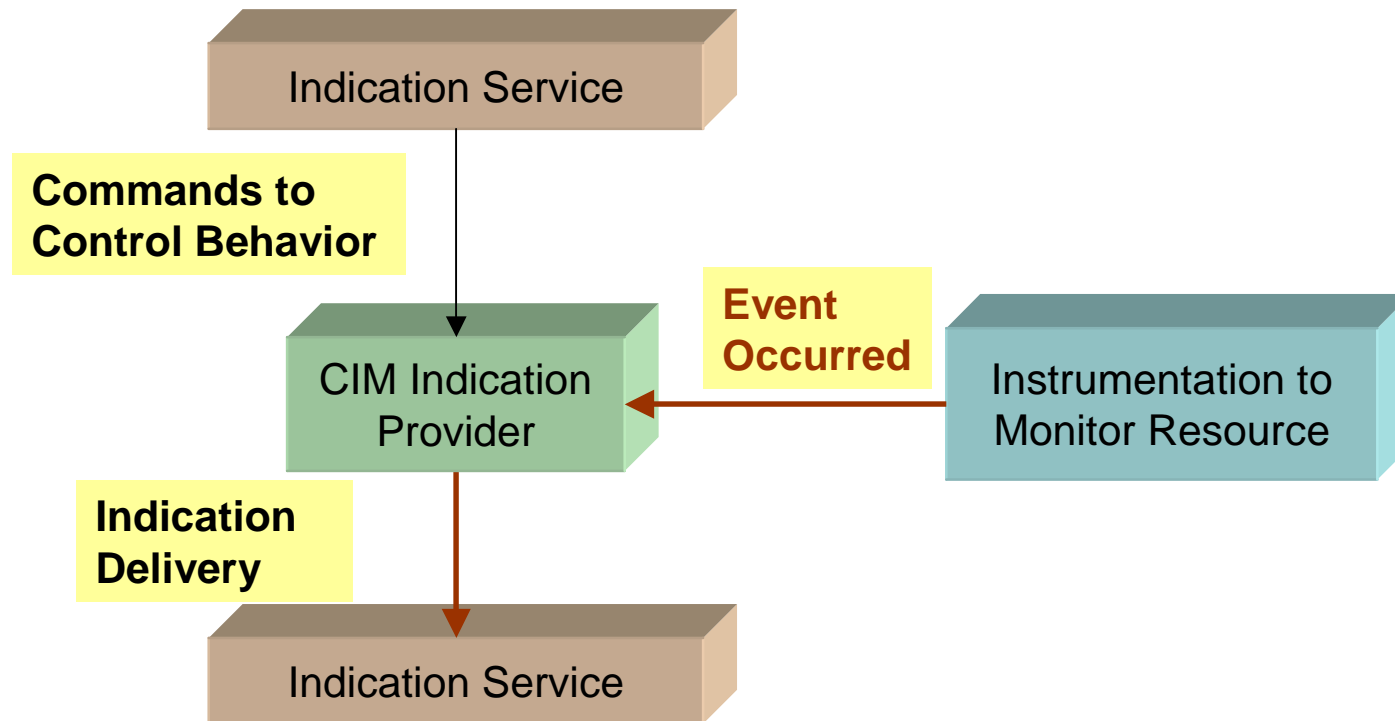 Indication Service
Commands to
Control Behavior
Event
Occurred
CIM Indication
Provider
Instrumentation to
Monitor Resource
Indication
Delivery
Indication Service